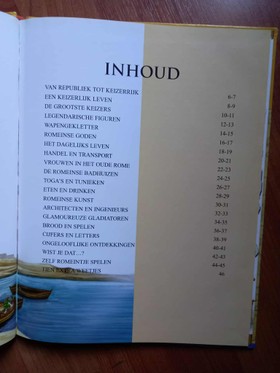 INHOUD
VAN REPUBLIEK TOT KEIZERRIJK 6-7
EEN KEIZERLIJK LEVEN 8-9
DE GROOTSTE KEIZERS 10-11
LEGENDARISCHE FIGUREN 12-13
WAPENGEKLETTER 14-15
ROMEINSE GODEN 16-17
HET DAGELIJKS LEVEN 18-19
HANDEL EN TRANSPORT 20-21
VROUWEN IN HET OUDE ROME 22-23
DE ROMEINSE BADHUIZEN 24-25
TOGA'S EN TUNIEKEN 26-27
ETEN EN DRINKEN 28-29
ROMEINSE KUNST 30-31
ARCHITECTEN EN INGENIEURS 32-33
GLAMOUREUZE GLADIATOREN 34-35
BROOD EN SPELEN 36-37
CIJFERS EN LETTERS 38-39
ONGELOOFLIJKE ONTDEKKINGEN 40-41
WIST JE DAT...? 42-43
ZELF ROMEINTJE SPELEN 44-45
46